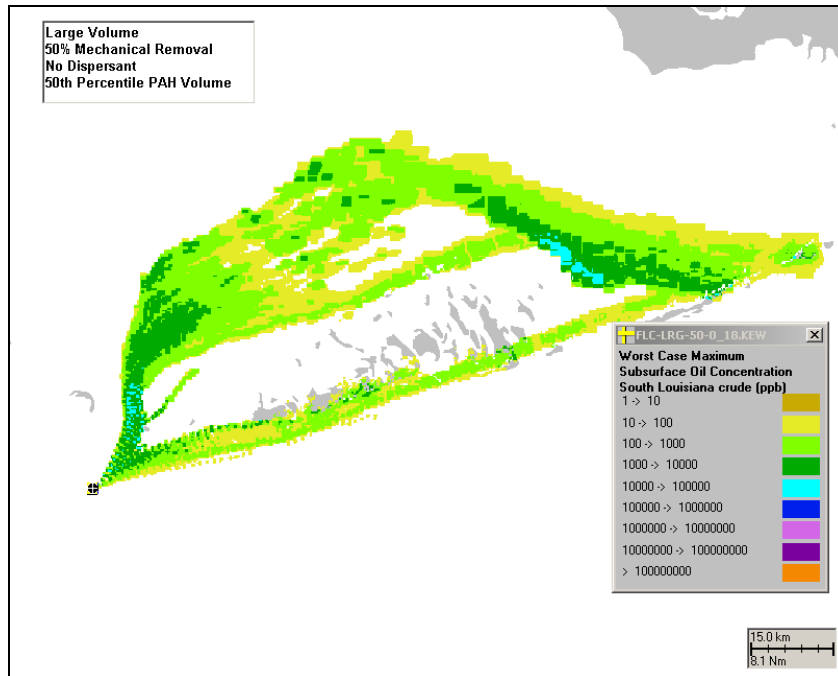 Large Volume
50% Mechanical Removal
No Dispersant
50th Percentile PAH Volume
FLC-LRG-50-0_18.KEW
Worst Case Maximum
Subsurface Oil Concentration
South Louisiana crude (ppb)
1 -> 10
10 -> 100
100 -> 1000
1000 -> 10000
10000 -> 100000
100000 -> 1000000
1000000 -> 10000000
10000000 -> 100000000
> 100000000
15.0 km
8.1 Nm